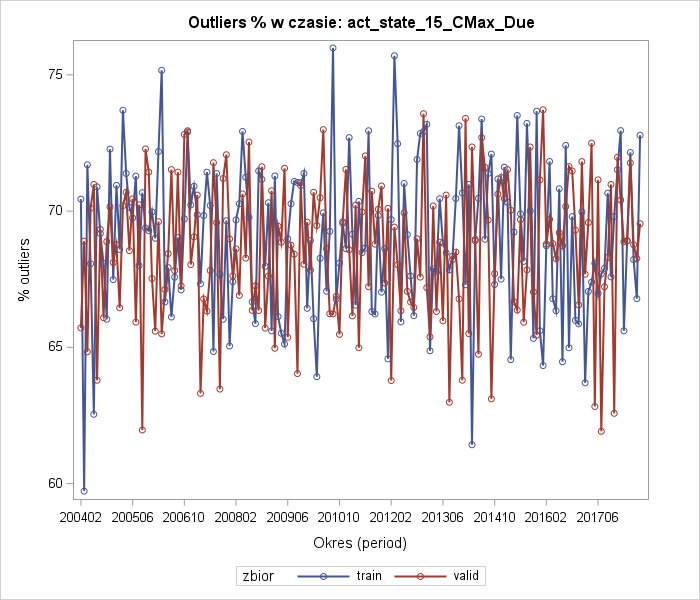 Outliers % w czasie: act_state_15_CMax_Due
% outliers
75
70
65
60
200402 200506 200610 200802 200906 201010 201202 201306 201410 201602 201706
Okres (period)
zbior train valid